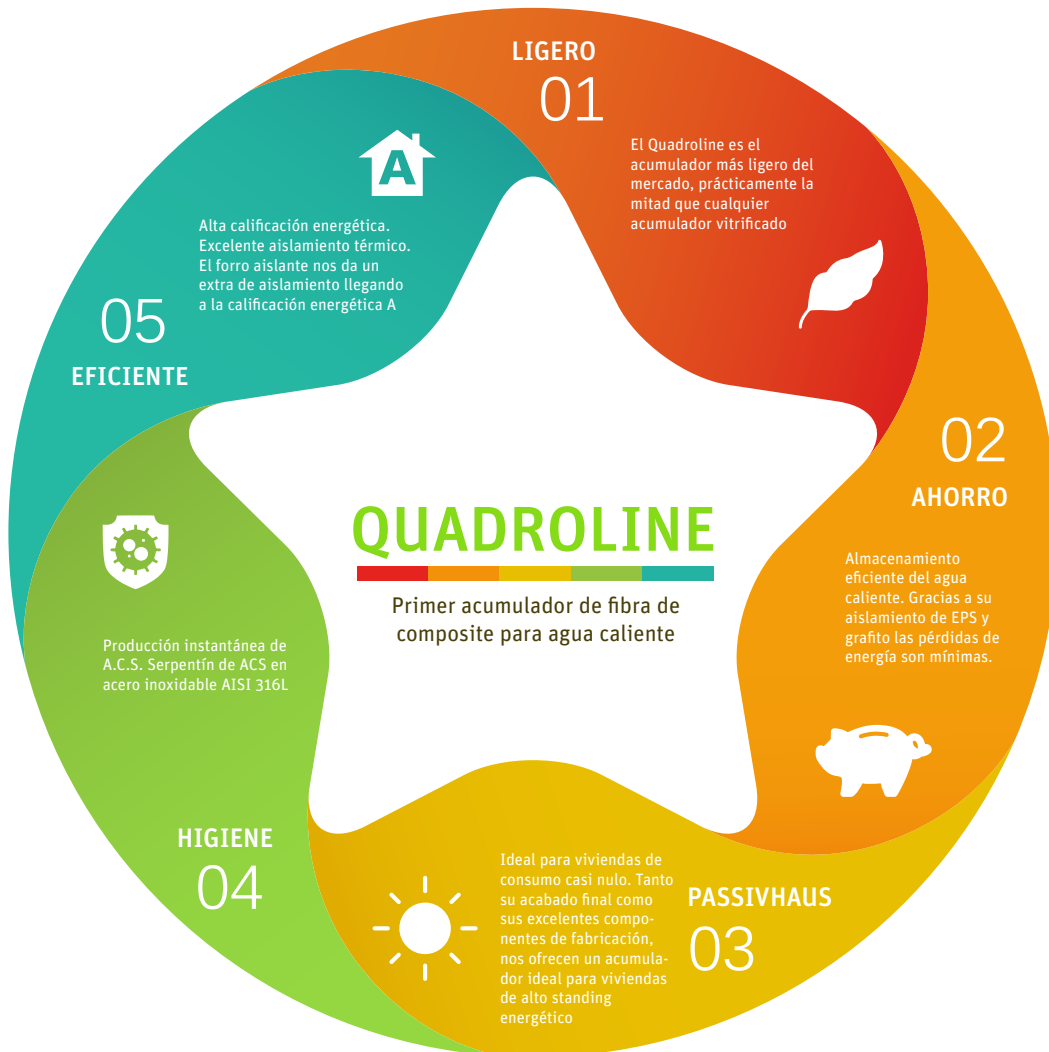 LIGERO
01
El Quadroline es el
acumulador más ligero del
mercado, prácticamente la
mitad que cualquier
acumulador vitrificado
02
AHORRO
Almacenamiento
eficiente del agua
caliente. Gracias a su
aislamiento de EPS y
grafito las pérdidas de
energía son mínimas.
PASSIVHAUS
03
Ideal para viviendas de
consumo casi nulo. Tanto
su acabado final como
sus excelentes compo-
nentes de fabricación,
nos ofrecen un acumula-
dor ideal para viviendas
de alto standing
energético
HIGIENE
04
Producción instantánea de
A.C.S. Serpentín de ACS en
acero inoxidable AISI 316L
05
EFICIENTE
A
Alta calificación energética.
Excelente aislamiento térmico.
El forro aislante nos da un
extra de aislamiento llegando
a la calificación energética A
QUADROLINE
Primer acumulador de fibra de
composite para agua caliente